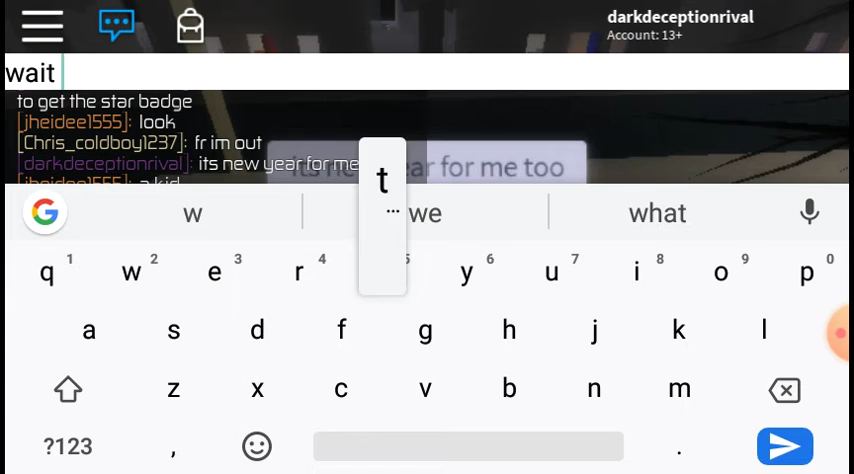 darkdeceptionrival
Account: 13+
wait
to get the star badge
[jheidee1555]: look
[Chris_coldboy1237]: fr im out
[darkdeceptionrival]: its new year for me
ear for me too
t
...
w we what
q 1 w 2 e 3 r 4 5 y 6 u 7 i 8 o 9 p 0
a s d f g h j k l
z x c v b n m
?123 , .